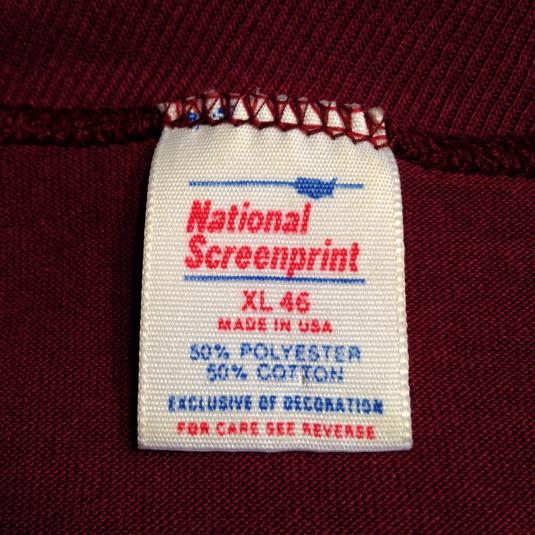 National
Screenprint
XL 46
MADE IN USA
50% POLYESTER
50% COTTON
EXCLUSIVE OF DECORATION
FOR CARE SEE REVERSE